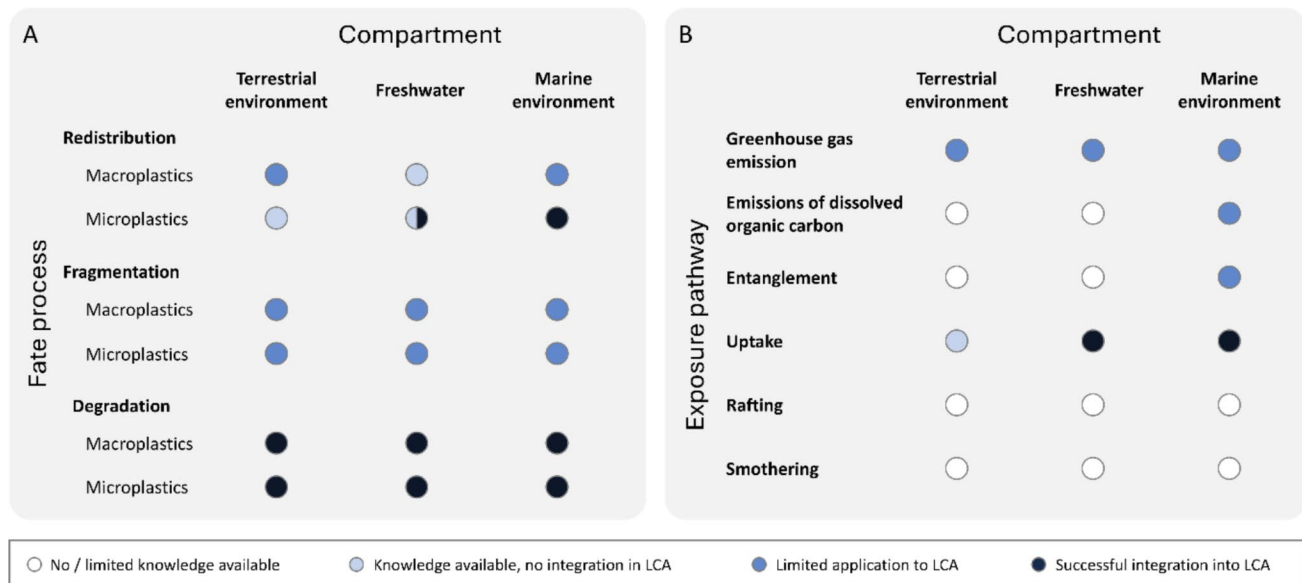 A
Compartment
Terrestrial
environment
Freshwater
Marine
environment
Fate process
Redistribution
Macroplastics
Microplastics
Fragmentation
Macroplastics
Microplastics
Degradation
Macroplastics
Microplastics
B
Compartment
Terrestrial
environment
Freshwater
Marine
environment
Exposure pathway
Greenhouse gas
emission
Emissions of dissolved
organic carbon
Entanglement
Uptake
Rafting
Smothering
No / limited knowledge available
Knowledge available, no integration in LCA
Limited application to LCA
Successful integration into LCA